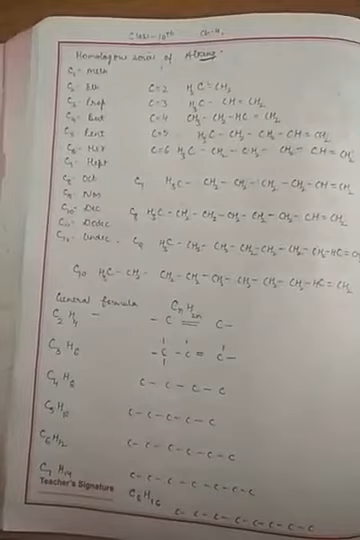 Class-10th Ch-4.
Homologous series of Alkene:
C₁- Meth
C₂- Eth C=2 H₂C=CH₂
C₃- Prop C=3 H₃C- CH=CH₂
C₄- But C=4 CH₃-CH₂-HC=CH₂
C₅- Pent C=5 H₃C-CH₂-CH₂-CH=CH₂
C₆- Hex C=6 H₃C-CH₂-CH₂-CH₂-CH=CH₂
C₇- Hept
C₈- Oct C₇ H₃C-CH₂-CH₂-CH₂-CH₂-CH=CH₂
C₉- Non
C₁₀- Dec C₈ H₃C-CH₂-CH₂-CH₂-CH₂-CH₂-CH=CH₂
Dodec
Undec C₉ H₃C-CH₂-CH₂-CH₂-CH₂-CH₂-CH₂-HC=CH₂
C₁₀ H₃C-CH₂-CH₂-CH₂-CH₂-CH₂-CH₂-CH₂-HC=CH₂
General formula CₙH₂ₙ
C₂H₄ - -C=C-
C₃H₆ -C-C=C-
C₄H₈ C-C-C-C
C₅H₁₀ C-C-C-C-C
C₆H₁₂ C-C-C-C-C-C
C₇H₁₄ C-C-C-C-C-C-C
Teacher's Signature
C₈H₁₆ C-C-C-C-C-C-C-C